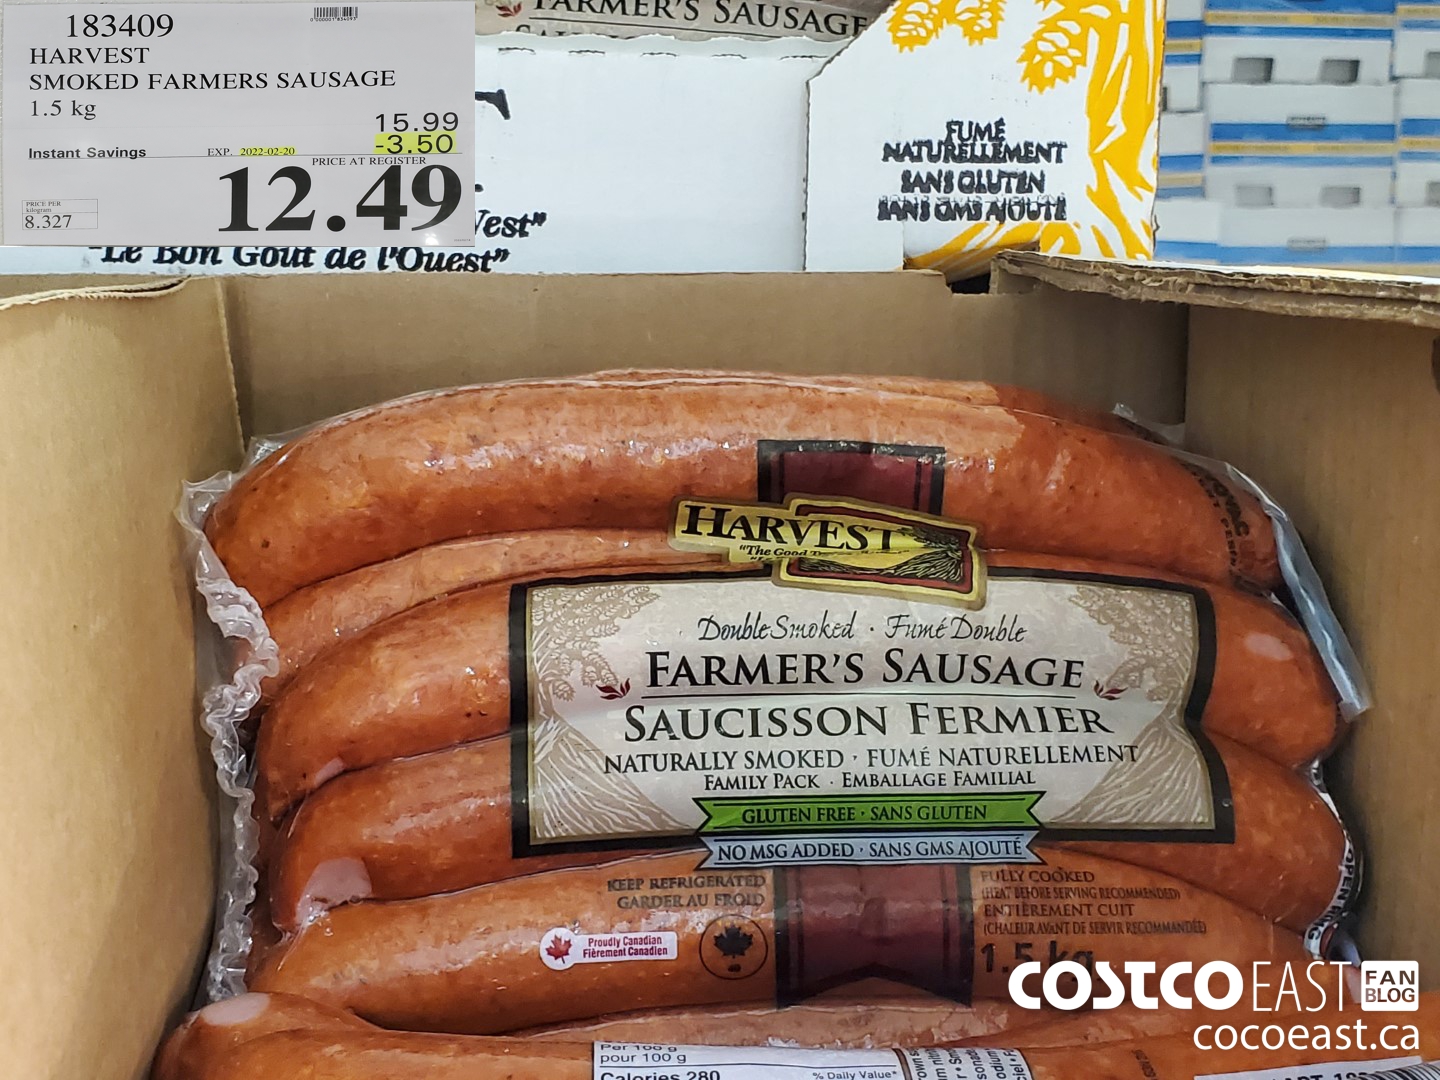 183409
HARVEST
SMOKED FARMERS SAUSAGE
1.5 kg
15.99
Instant Savings EXP. 2022-02-20 -3.50
PRICE AT REGISTER
12.49
PRICE PER
kilogram
8.327
FARMER'S SAUSAGE
"Le Bon Goût de l'Ouest"
FUMÉ
NATURELLEMENT
SANS GLUTEN
SANS GMS AJOUTÉ
HARVEST
"The Good
Double Smoked · Fumé Double
FARMER'S SAUSAGE
SAUCISSON FERMIER
NATURALLY SMOKED · FUMÉ NATURELLEMENT
FAMILY PACK · EMBALLAGE FAMILIAL
GLUTEN FREE · SANS GLUTEN
NO MSG ADDED · SANS GMS AJOUTÉ
KEEP REFRIGERATED
GARDER AU FROID
FULLY COOKED
(HEAT BEFORE SERVING RECOMMENDED)
ENTIÈREMENT CUIT
(CHALEUR AVANT DE SERVIR RECOMMANDÉE)
1.5 kg
Proudly Canadian
Fièrement Canadien
Per 100 g
pour 100 g
Calories 280
% Daily Value*
COSTCO EAST FAN
BLOG
cocoeast.ca